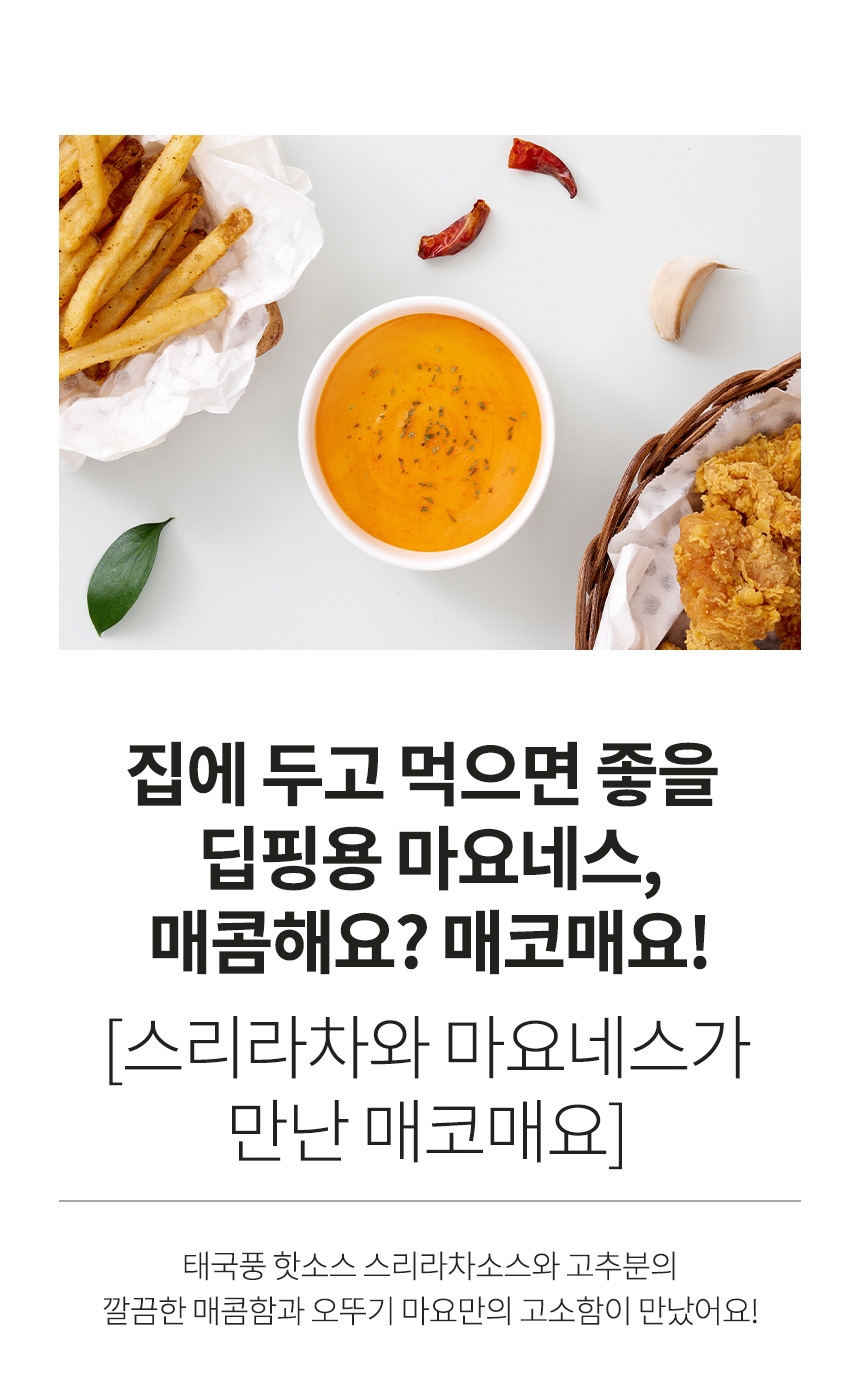 집에 두고 먹으면 좋을
딥핑용 마요네스,
매콤해요? 매코매요!
[스리라차와 마요네스가
만난 매코매요]
태국풍 핫소스 스리라차소스와 고추분의
깔끔한 매콤함과 오뚜기 마요만의 고소함이 만났어요!